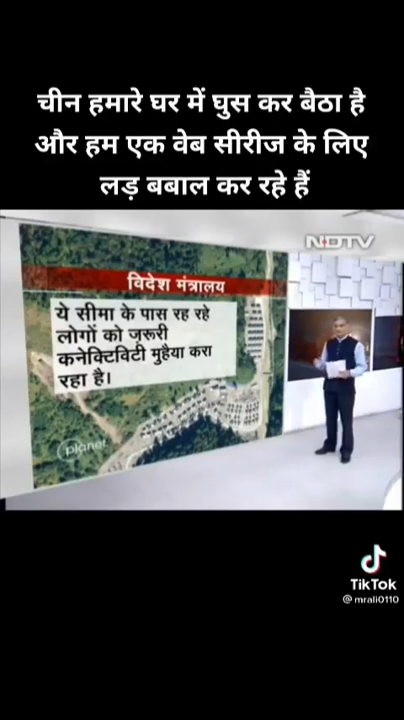 चीन हमारे घर में घुस कर बैठा है
और हम एक वेब सीरीज के लिए
लड़ बबाल कर रहे हैं
NDTV
विदेश मंत्रालय
ये सीमा के पास रह रहे
लोगों को जरूरी
कनेक्टिविटी मुहैया करा
रहा है।
planet.
TikTok
@mrali0110